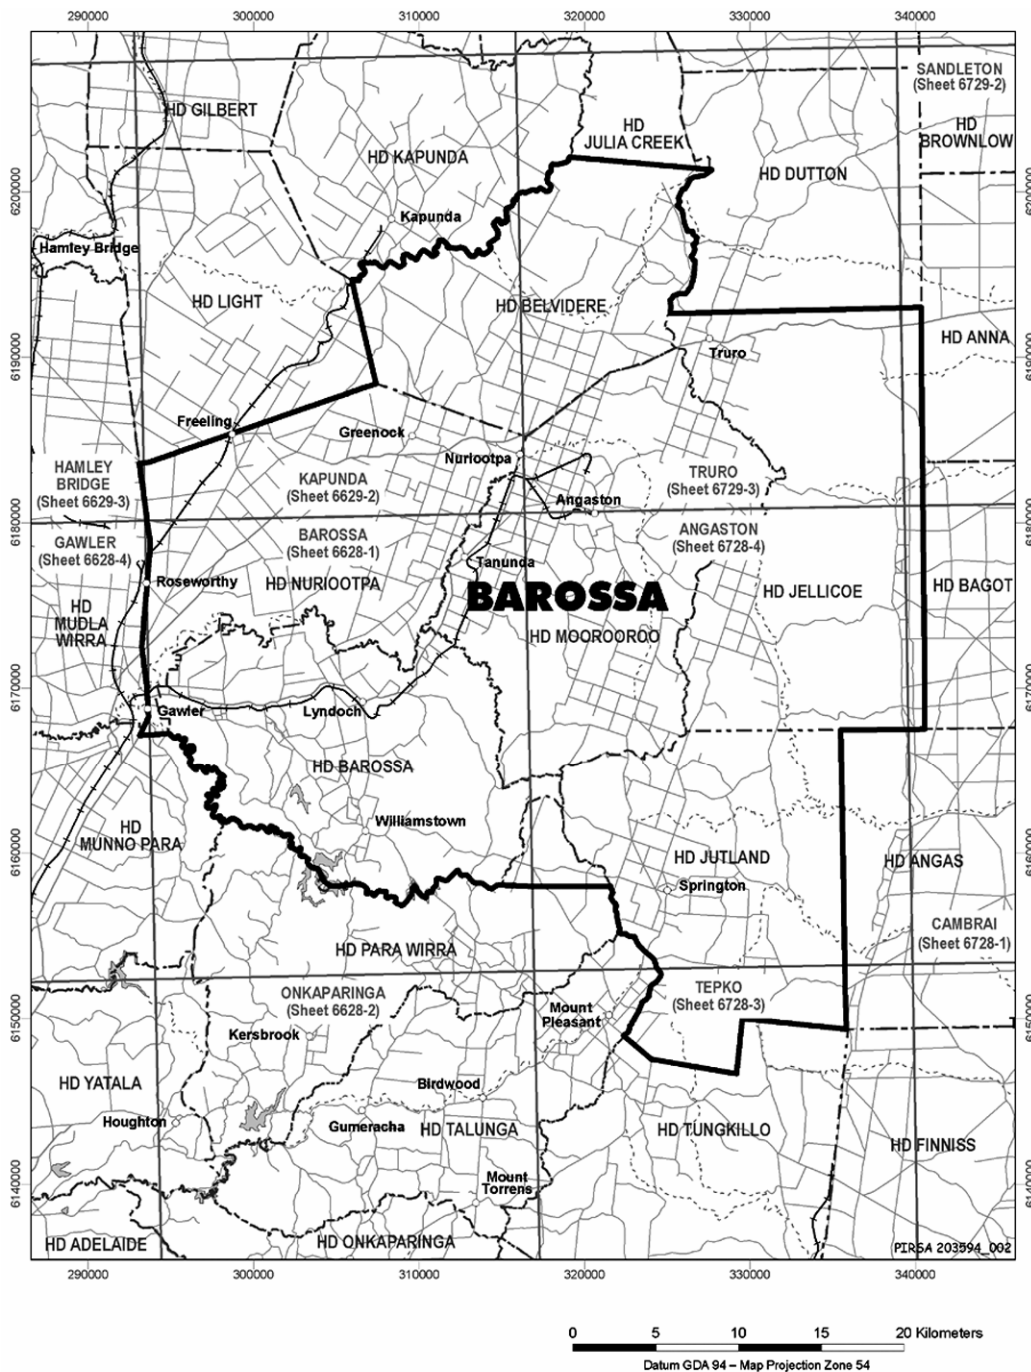 290000 300000 310000 320000 330000 340000
SANDLETON
(Sheet 6729-2)
HD GILBERT
HD
JULIA CREEK
HD
BROWNLOW
HD KAPUNDA
HD DUTTON
6200000
6200000
Kapunda
Hamley Bridge
HD LIGHT
HD BELVIDERE
HD ANNA
6190000
6190000
Truro
Freeling
Greenock
Nuriootpa
HAMLEY
BRIDGE
(Sheet 6629-3)
KAPUNDA
(Sheet 6629-2)
TRURO
(Sheet 6729-3)
Angaston
6180000
6180000
GAWLER
(Sheet 6628-4)
BAROSSA
(Sheet 6628-1)
ANGASTON
(Sheet 6728-4)
Tanunda
Roseworthy
HD NURIOOTPA
BAROSSA
HD JELLICOE
HD BAGOT
HD
MUDLA
WIRRA
HD MOOROOROO
6170000
6170000
Gawler
Lyndoch
HD BAROSSA
HD
MUNNO PARA
Williamstown
6160000
6160000
HD JUTLAND
HD ANGAS
Springton
CAMBRAI
(Sheet 6728-1)
HD PARA WIRRA
ONKAPARINGA
(Sheet 6628-2)
TEPKO
(Sheet 6728-3)
Mount
Pleasant
6150000
6150000
Kersbrook
HD YATALA
Birdwood
Houghton
Gumeracha
HD TALUNGA
HD TUNGKILLO
HD FINNISS
Mount
Torrens
6140000
6140000
HD ADELAIDE
HD ONKAPARINGA
PIRSA 203594_002
290000 300000 310000 320000 330000 340000
0 5 10 15 20 Kilometers
Datum GDA 94 – Map Projection Zone 54